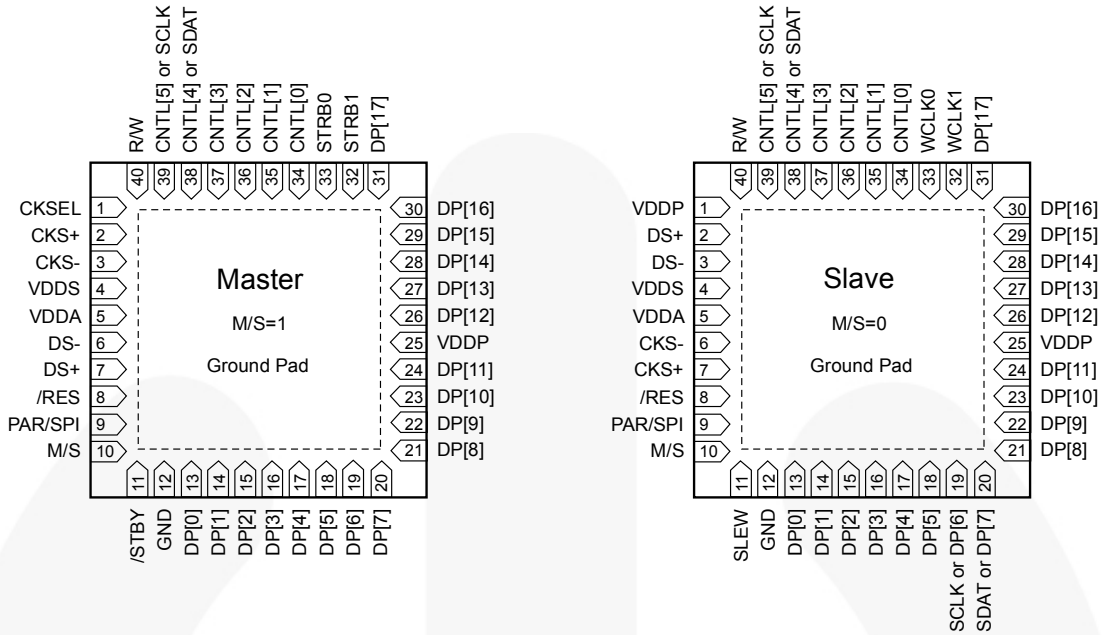 R/W
CNTL[5] or SCLK
CNTL[4] or SDAT
CNTL[3]
CNTL[2]
CNTL[1]
CNTL[0]
STRB0
STRB1
DP[17]
40 39 38 37 36 35 34 33 32 31
CKSEL 1
CKS+ 2
CKS- 3
VDDS 4
VDDA 5
DS- 6
DS+ 7
/RES 8
PAR/SPI 9
M/S 10
Master
M/S=1
Ground Pad
30 DP[16]
29 DP[15]
28 DP[14]
27 DP[13]
26 DP[12]
25 VDDP
24 DP[11]
23 DP[10]
22 DP[9]
21 DP[8]
11 12 13 14 15 16 17 18 19 20
/STBY
GND
DP[0]
DP[1]
DP[2]
DP[3]
DP[4]
DP[5]
DP[6]
DP[7]
R/W
CNTL[5] or SCLK
CNTL[4] or SDAT
CNTL[3]
CNTL[2]
CNTL[1]
CNTL[0]
WCLK0
WCLK1
DP[17]
40 39 38 37 36 35 34 33 32 31
VDDP 1
DS+ 2
DS- 3
VDDS 4
VDDA 5
CKS- 6
CKS+ 7
/RES 8
PAR/SPI 9
M/S 10
Slave
M/S=0
Ground Pad
30 DP[16]
29 DP[15]
28 DP[14]
27 DP[13]
26 DP[12]
25 VDDP
24 DP[11]
23 DP[10]
22 DP[9]
21 DP[8]
11 12 13 14 15 16 17 18 19 20
SLEW
GND
DP[0]
DP[1]
DP[2]
DP[3]
DP[4]
DP[5]
SCLK or DP[6]
SDAT or DP[7]